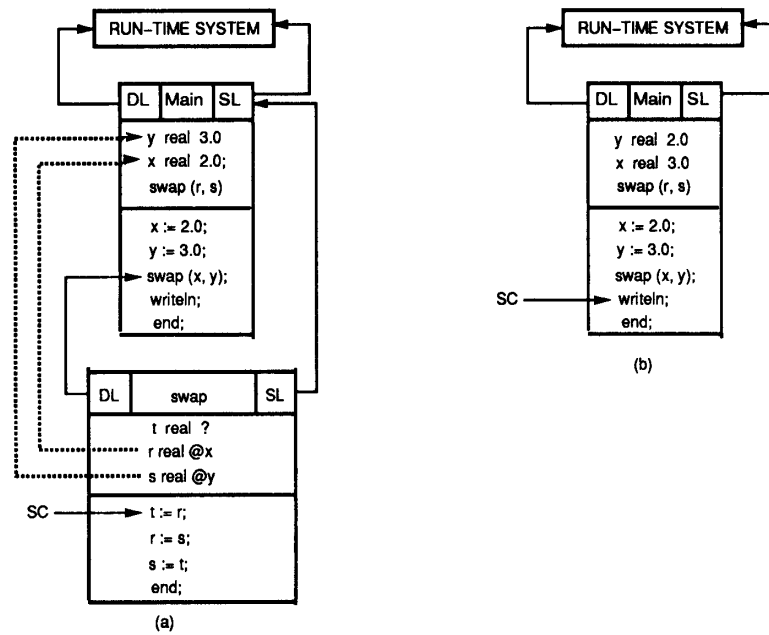 RUN-TIME SYSTEM
DL Main SL
y real 3.0
x real 2.0;
swap (r, s)
x := 2.0;
y := 3.0;
swap (x, y);
writeln;
end;
DL swap SL
t real ?
r real @x
s real @y
SC
t := r;
r := s;
s := t;
end;
(a)
RUN-TIME SYSTEM
DL Main SL
y real 2.0
x real 3.0
swap (r, s)
x := 2.0;
y := 3.0;
swap (x, y);
SC
writeln;
end;
(b)